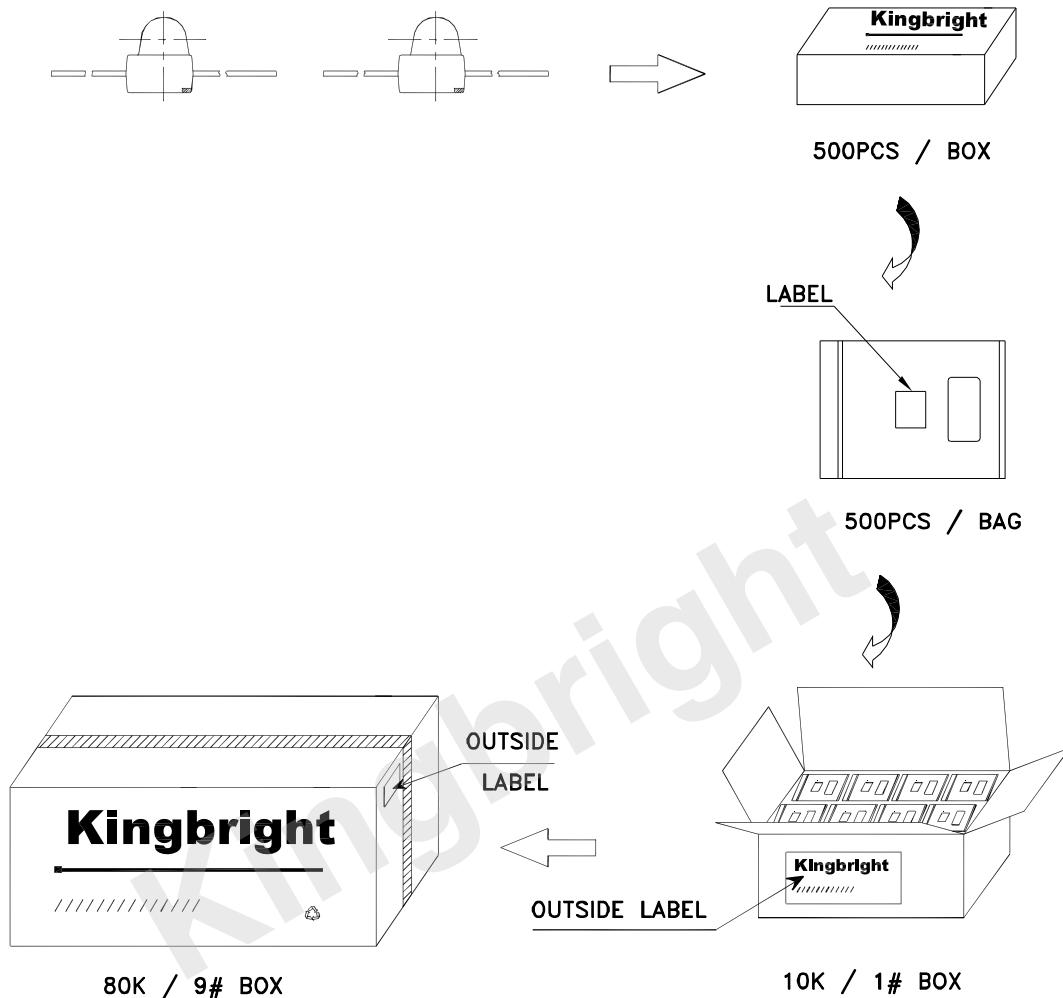 Kingbright
500PCS / BOX
LABEL
500PCS / BAG
Kingbright
OUTSIDE
LABEL
Kingbright
Kingbright
OUTSIDE LABEL
80K / 9# BOX
10K / 1# BOX